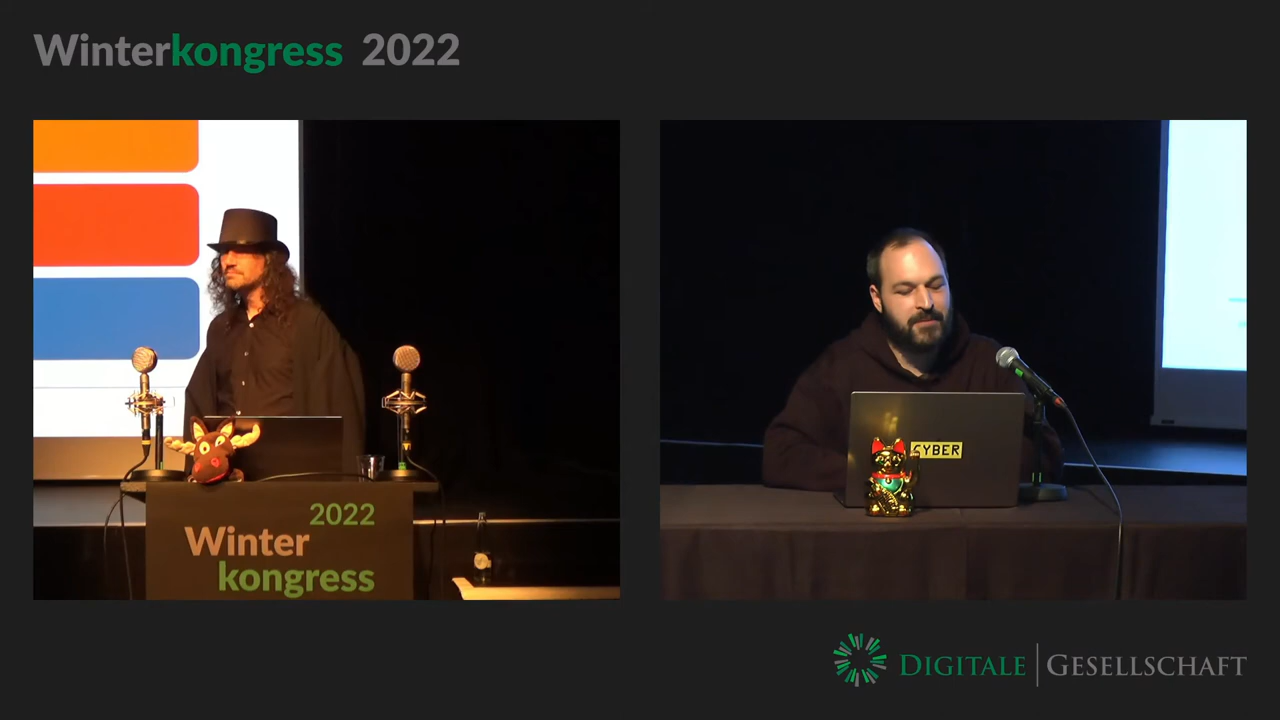 Winterkongress 2022
CYBER
2022
Winter
kongress
DIGITALE GESELLSCHAFT